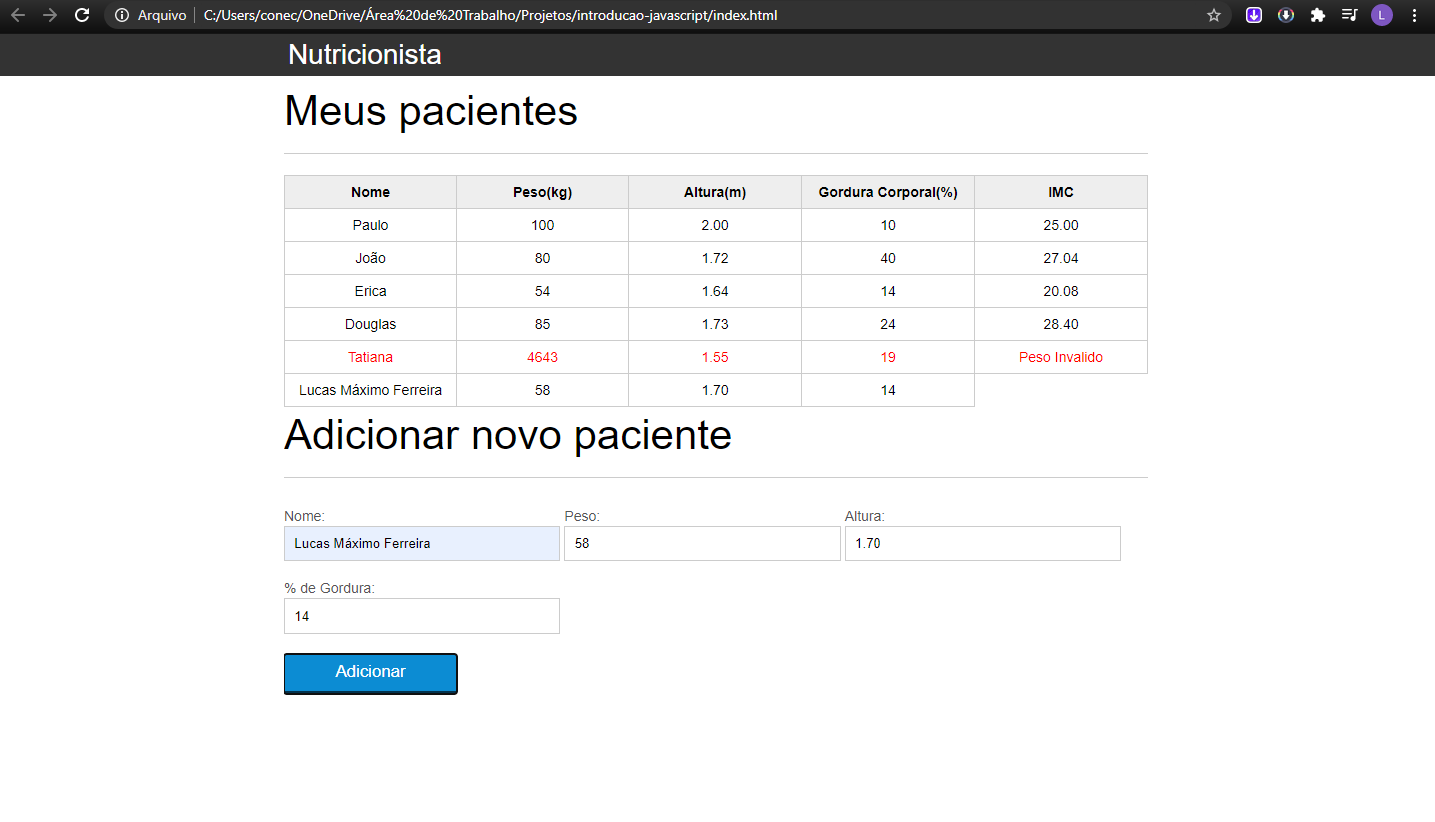 Arquivo C:/Users/conec/OneDrive/Área%20de%20Trabalho/Projetos/introducao-javascript/index.html L
Nutricionista
Meus pacientes
Nome Peso(kg) Altura(m) Gordura Corporal(%) IMC
Paulo 100 2.00 10 25.00
João 80 1.72 40 27.04
Erica 54 1.64 14 20.08
Douglas 85 1.73 24 28.40
Tatiana 4643 1.55 19 Peso Invalido
Lucas Máximo Ferreira 58 1.70 14
Adicionar novo paciente
Nome: Peso: Altura:
Lucas Máximo Ferreira 58 1.70
% de Gordura:
14
Adicionar